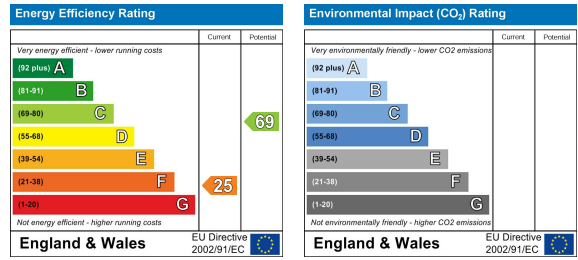 Energy Efficiency Rating
Current Potential
Very energy efficient - lower running costs
(92 plus) A
(81-91) B
(69-80) C
69
(55-68) D
(39-54) E
(21-38) F
25
(1-20) G
Not energy efficient - higher running costs
England & Wales
EU Directive
2002/91/EC
Environmental Impact (CO₂) Rating
Current Potential
Very environmentally friendly - lower CO2 emissions
(92 plus) A
(81-91) B
(69-80) C
(55-68) D
(39-54) E
(21-38) F
(1-20) G
Not environmentally friendly - higher CO2 emissions
England & Wales
EU Directive
2002/91/EC